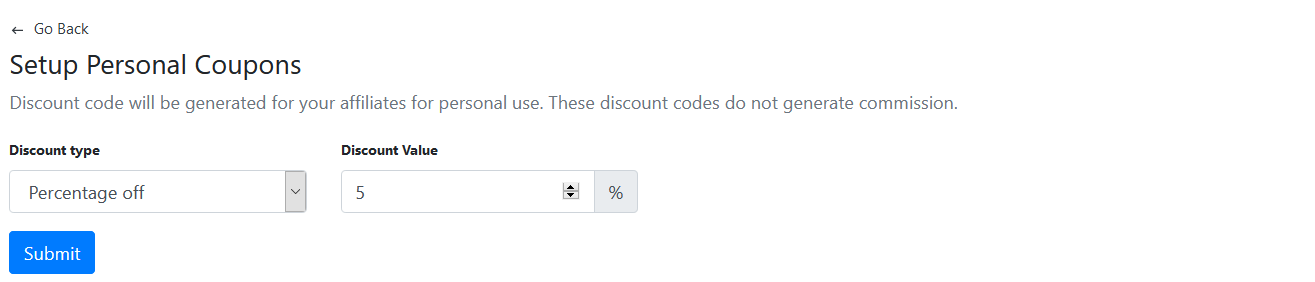 ← Go Back
Setup Personal Coupons
Discount code will be generated for your affiliates for personal use. These discount codes do not generate commission.
Discount type Discount Value
Percentage off 5 %
Submit